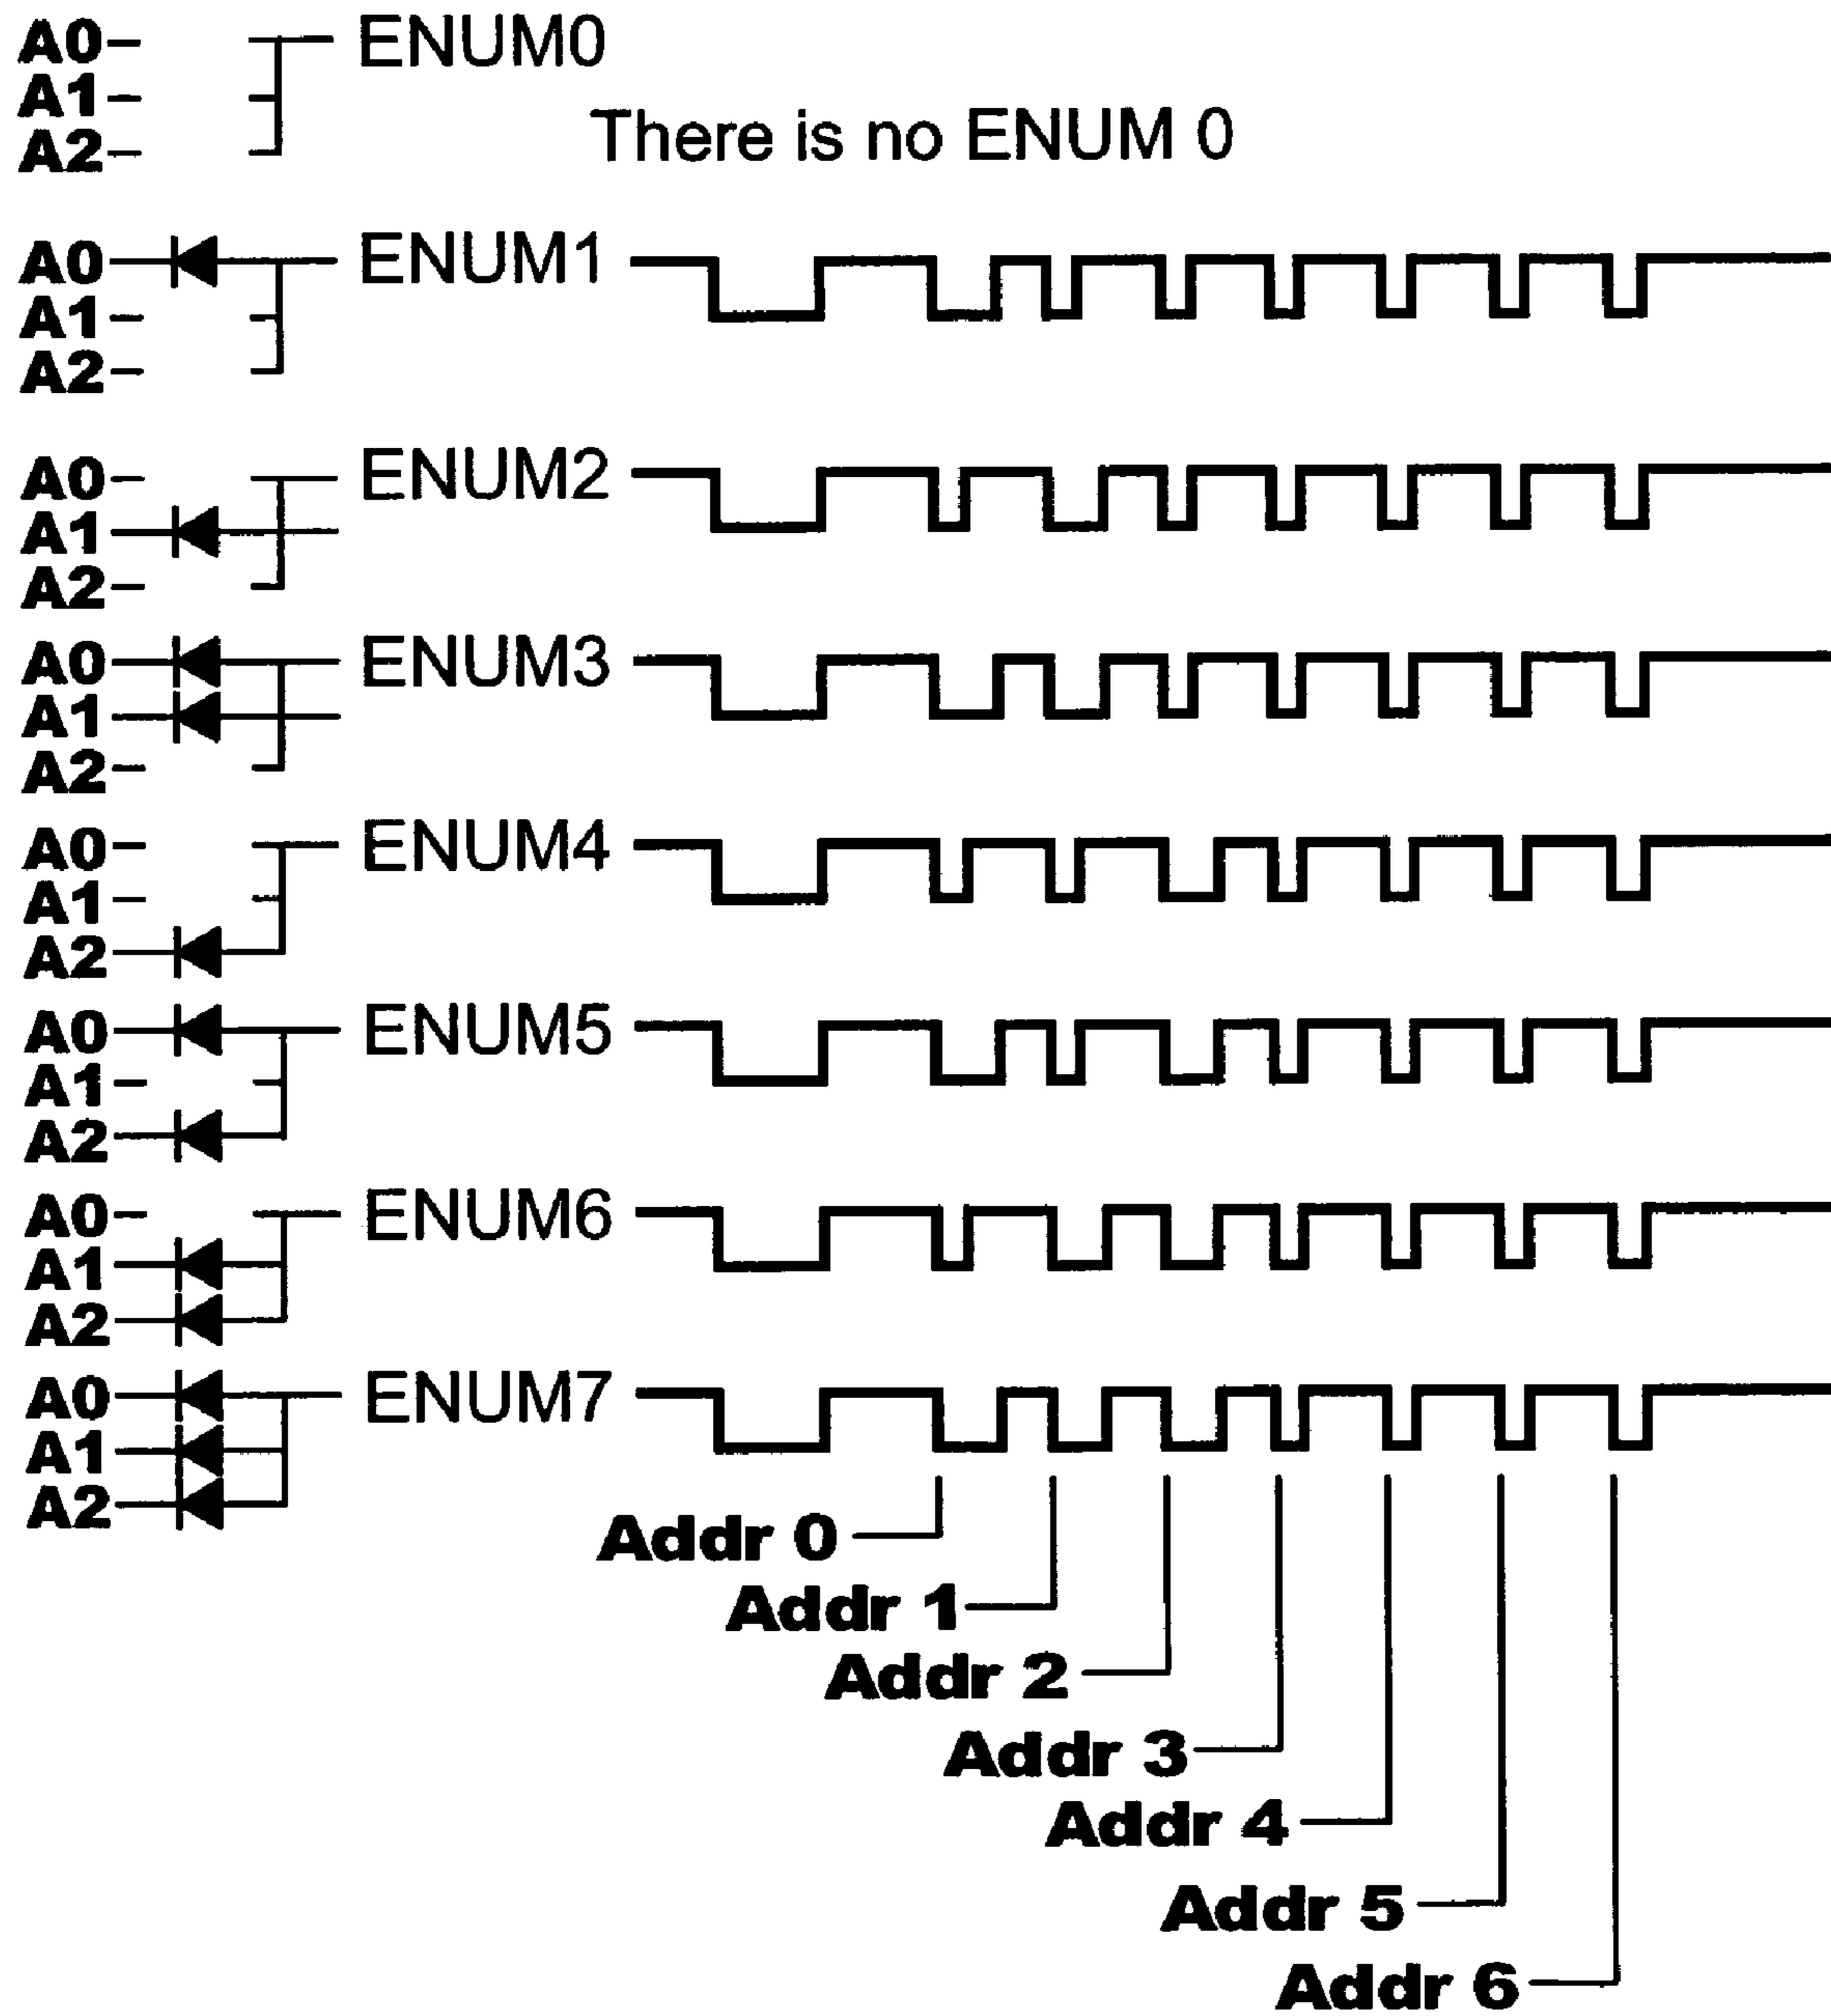 A0 ENUM0
A1
There is no ENUM 0
A2
A0 ENUM1
A1
A2
A0 ENUM2
A1
A2
A0 ENUM3
A1
A2
A0 ENUM4
A1
A2
A0 ENUM5
A1
A2
A0 ENUM6
A1
A2
A0 ENUM7
A1
A2
Addr 0
Addr 1
Addr 2
Addr 3
Addr 4
Addr 5
Addr 6